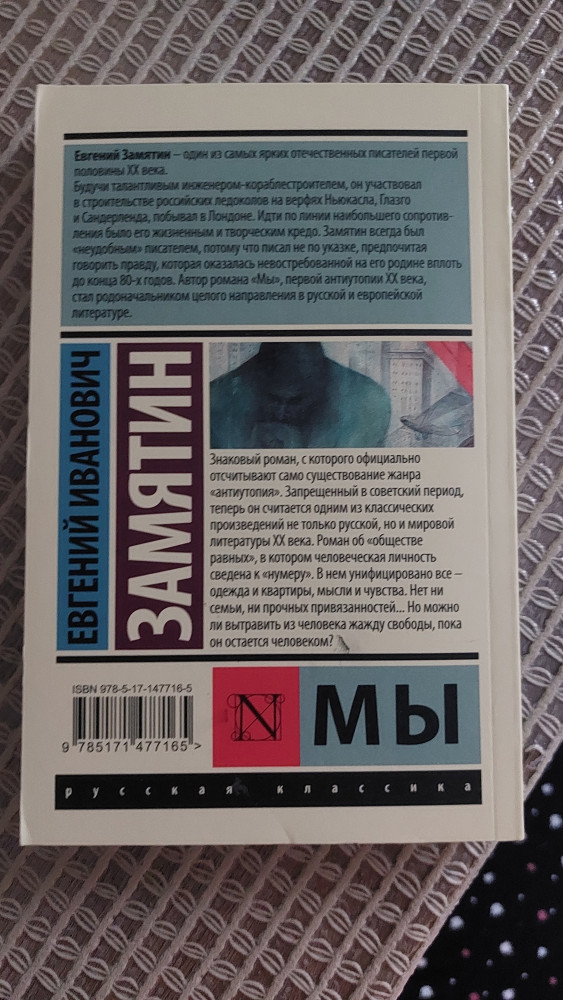 Евгений Замятин – один из самых ярких отечественных писателей первой
половины XX века.
Будучи талантливым инженером-кораблестроителем, он участвовал
в строительстве российских ледоколов на верфях Ньюкасла, Глазго
и Сандерленда, побывал в Лондоне. Идти по линии наибольшего сопротив-
ления было его жизненным и творческим кредо. Замятин всегда был
«неудобным» писателем, потому что писал не по указке, предпочитая
говорить правду, которая оказалась невостребованной на его родине вплоть
до конца 80-х годов. Автор романа «Мы», первой антиутопии XX века,
стал родоначальником целого направления в русской и европейской
литературе.
ЕВГЕНИЙ ИВАНОВИЧ
ЗАМЯТИН
Знаковый роман, с которого официально
отсчитывают само существование жанра
«антиутопия». Запрещенный в советский период,
теперь он считается одним из классических
произведений не только русской, но и мировой
литературы XX века. Роман об «обществе
равных», в котором человеческая личность
сведена к «нумеру». В нем унифицировано все –
одежда и квартиры, мысли и чувства. Нет ни
семьи, ни прочных привязанностей... Но можно
ли вытравить из человека жажду свободы, пока
он остается человеком?
ISBN 978-5-17-147716-5
9 785171 477165>
N
МЫ
русская классика